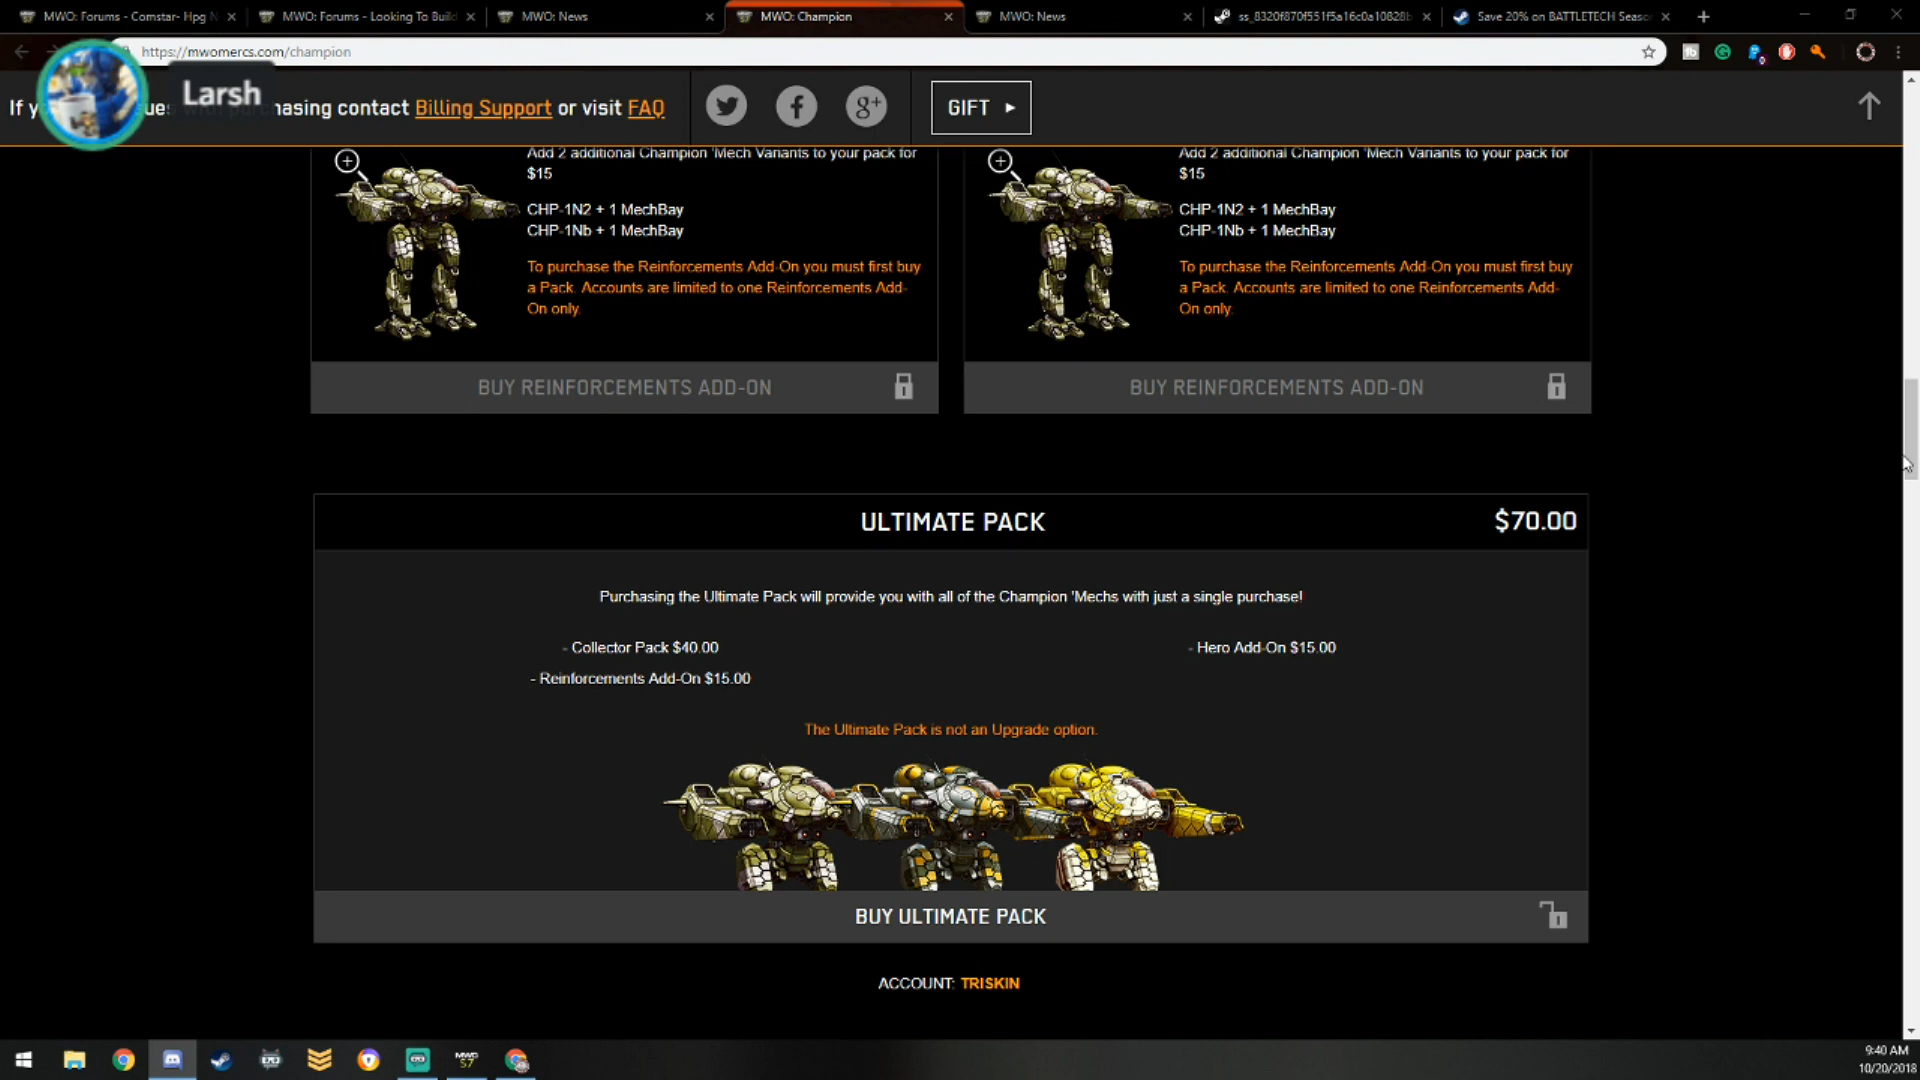 MWO: Forums - Comstar- Hpg
MWO: Forums - Looking To Build
MWO: News
MWO: Champion
MWO: News
ss_8320f870f551f5a16c0a10828b
Save 20% on BATTLETECH Seaso
https://mwomercs.com/champion
Larsh
If y ues purchasing contact Billing Support or visit FAQ
GIFT
Add 2 additional Champion 'Mech Variants to your pack for
$15
CHP-1N2 + 1 MechBay
CHP-1Nb + 1 MechBay
To purchase the Reinforcements Add-On you must first buy
a Pack. Accounts are limited to one Reinforcements Add-
On only.
BUY REINFORCEMENTS ADD-ON
Add 2 additional Champion 'Mech Variants to your pack for
$15
CHP-1N2 + 1 MechBay
CHP-1Nb + 1 MechBay
To purchase the Reinforcements Add-On you must first buy
a Pack. Accounts are limited to one Reinforcements Add-
On only.
BUY REINFORCEMENTS ADD-ON
ULTIMATE PACK $70.00
Purchasing the Ultimate Pack will provide you with all of the Champion 'Mechs with just a single purchase!
- Collector Pack $40.00
- Hero Add-On $15.00
- Reinforcements Add-On $15.00
The Ultimate Pack is not an Upgrade option.
BUY ULTIMATE PACK
ACCOUNT: TRISKIN
9:40 AM
10/20/2018